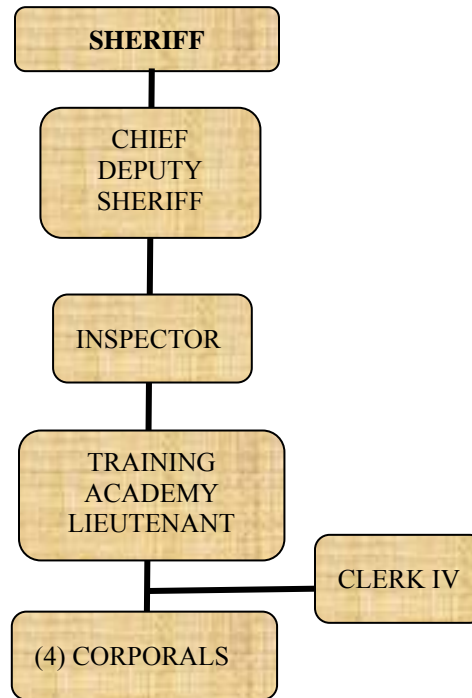 SHERIFF
CHIEF
DEPUTY
SHERIFF
INSPECTOR
TRAINING
ACADEMY
LIEUTENANT
CLERK IV
(4) CORPORALS